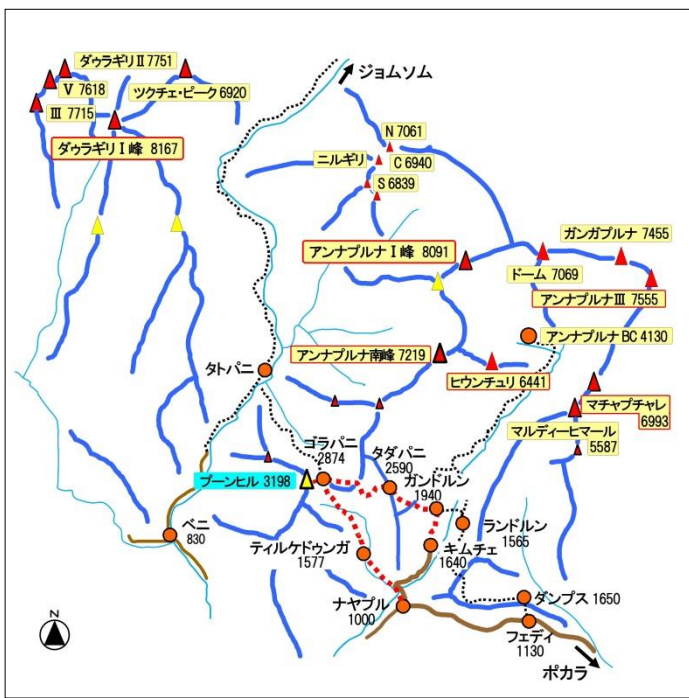 ダゥラギリⅡ 7751
Ⅴ 7618
ツクチェ・ピーク 6920
Ⅲ 7715
ダゥラギリⅠ峰 8167
ジョムソム
N 7061
ニルギリ
C 6940
S 6839
アンナプルナⅠ峰 8091
ガンガプルナ 7455
ドーム 7069
アンナプルナⅢ 7555
アンナプルナBC 4130
アンナプルナ南峰 7219
ヒウンチュリ 6441
マチャプチャレ
6993
マルディーヒマール
5587
タトパニ
ゴラパニ
2874
タダパニ
2590
ガンドルン
1940
プーンヒル 3198
ランドルン
1565
ベニ
830
ティルケドゥンガ
1577
キムチェ
1640
ナヤプル
1000
ダンプス 1650
フェディ
1130
ポカラ
N